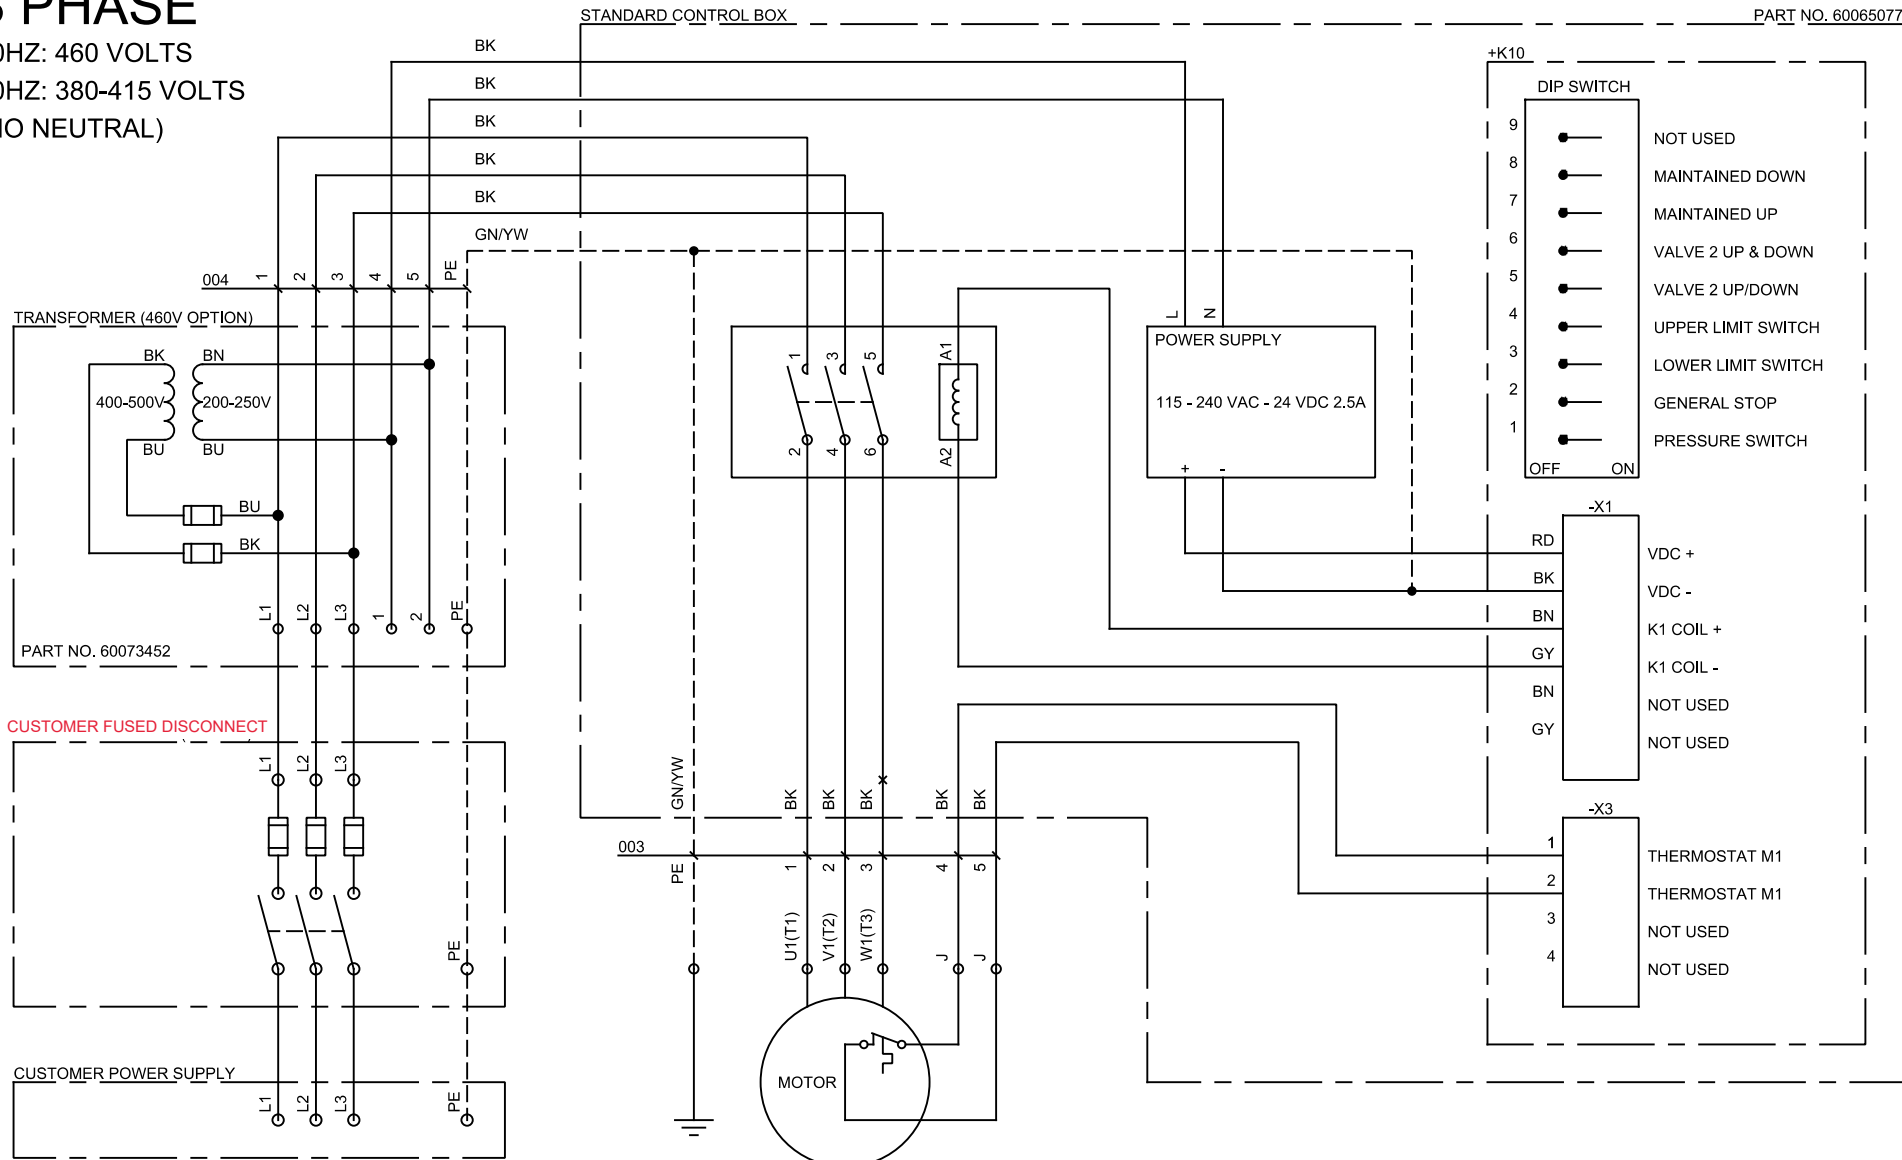 3 PHASE
0HZ: 460 VOLTS
0HZ: 380-415 VOLTS
NO NEUTRAL)
STANDARD CONTROL BOX
PART NO. 60065077
BK
BK
BK
BK
BK
GN/YW
004
1
2
3
4
5
PE
TRANSFORMER (460V OPTION)
BK
BN
400-500V
200-250V
BU
BU
BU
BK
L1
L2
L3
1
2
PE
PART NO. 60073452
CUSTOMER FUSED DISCONNECT
L1
L2
L3
PE
CUSTOMER POWER SUPPLY
L1
L2
L3
PE
1
3
5
A1
2
4
6
A2
L
N
POWER SUPPLY
115 - 240 VAC - 24 VDC 2.5A
+
-
GN/YW
BK
BK
BK
BK
BK
003
PE
1
2
3
4
5
U1(T1)
V1(T2)
W1(T3)
J
J
MOTOR
+K10
DIP SWITCH
9
NOT USED
8
MAINTAINED DOWN
7
MAINTAINED UP
6
VALVE 2 UP & DOWN
5
VALVE 2 UP/DOWN
4
UPPER LIMIT SWITCH
3
LOWER LIMIT SWITCH
2
GENERAL STOP
1
PRESSURE SWITCH
OFF
ON
-X1
RD
VDC +
BK
VDC -
BN
K1 COIL +
GY
K1 COIL -
BN
NOT USED
GY
NOT USED
-X3
1
THERMOSTAT M1
2
THERMOSTAT M1
3
NOT USED
4
NOT USED